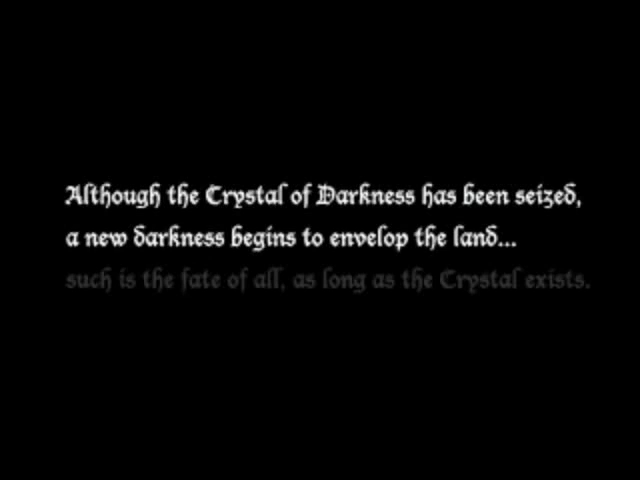 Although the Crystal of Darkness has been seized,
a new darkness begins to envelop the land...
such is the fate of all, as long as the Crystal exists.